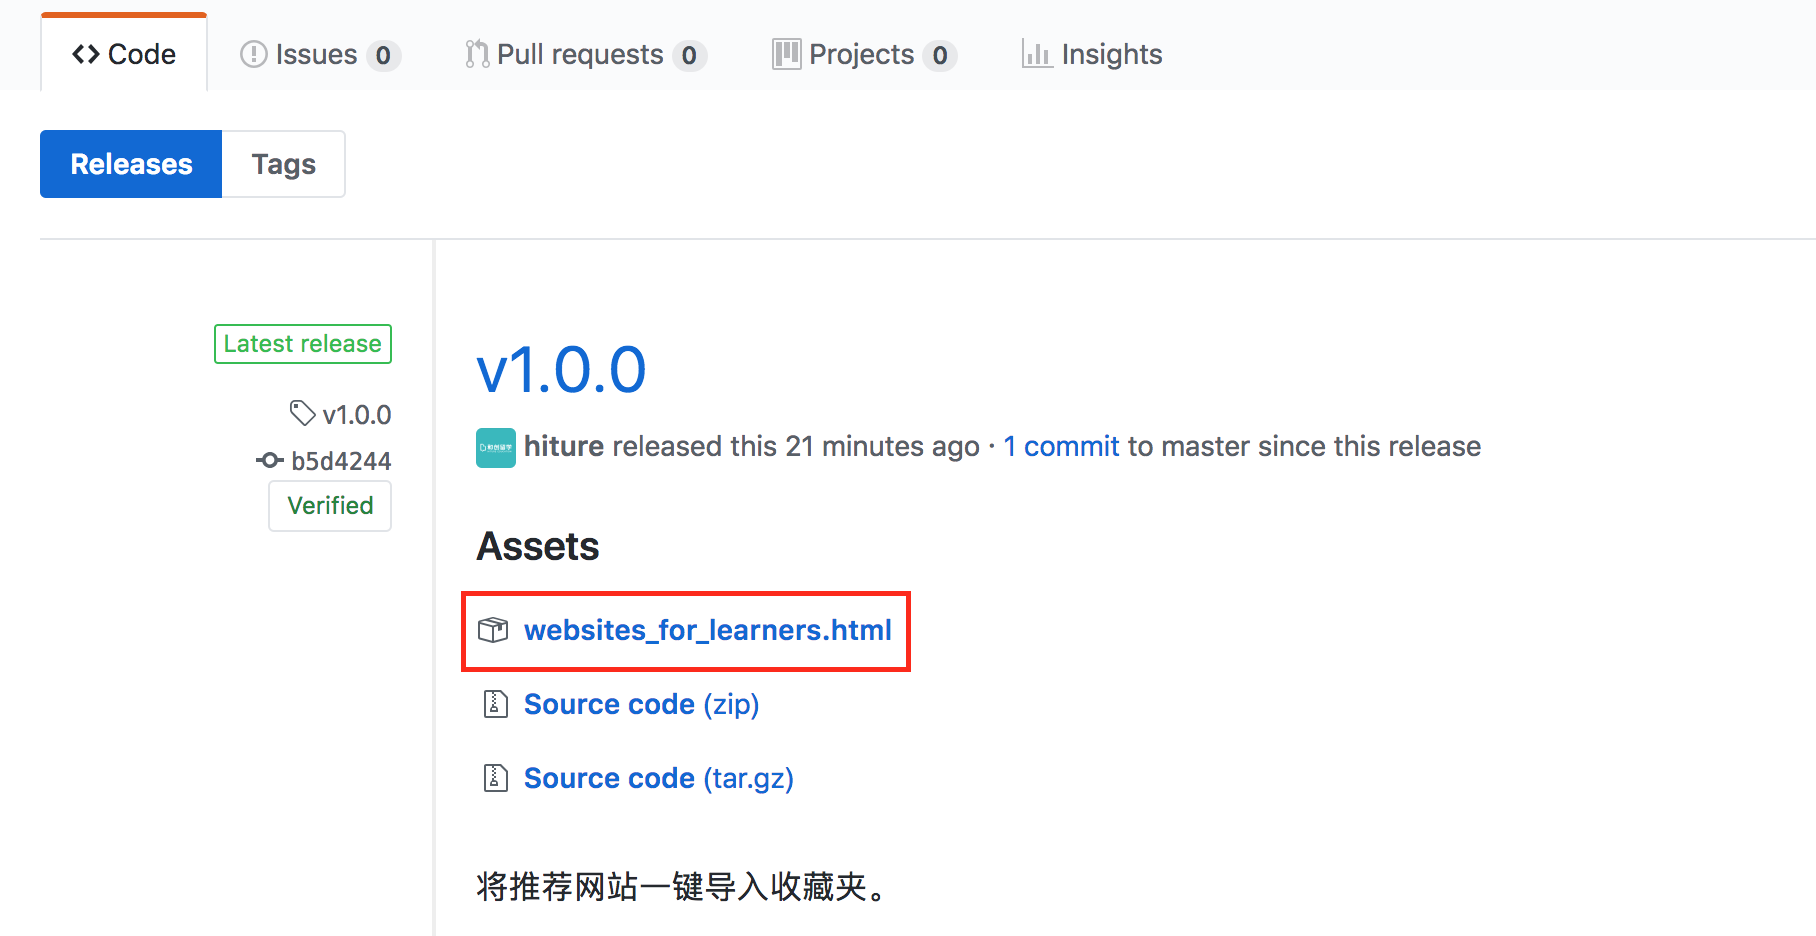 Code Issues 0 Pull requests 0 Projects 0 Insights
Releases Tags
Latest release
v1.0.0
b5d4244
Verified
v1.0.0
hiture released this 21 minutes ago · 1 commit to master since this release
Assets
websites_for_learners.html
Source code (zip)
Source code (tar.gz)
将推荐网站一键导入收藏夹。